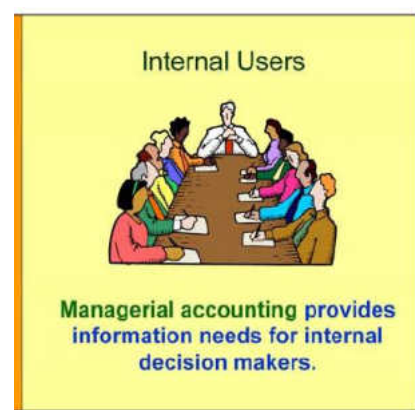 Internal Users
Managerial accounting provides
information needs for internal
decision makers.